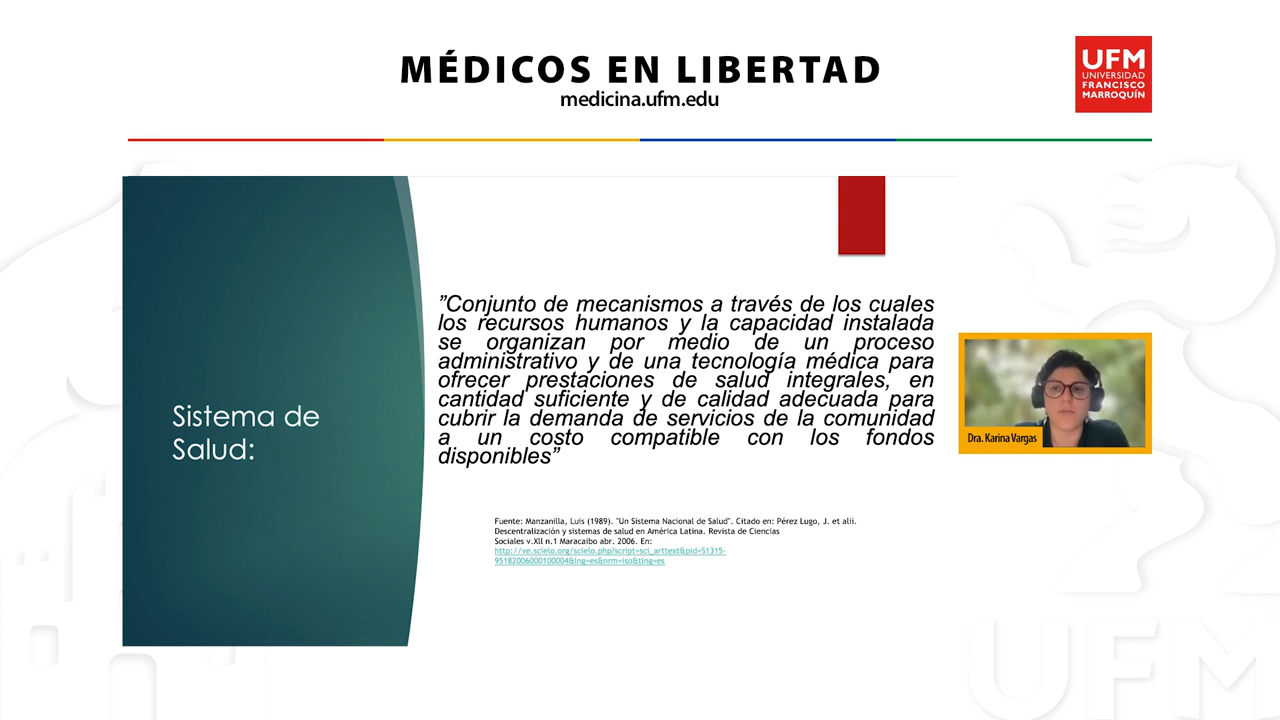 MÉDICOS EN LIBERTAD
medicina.ufm.edu
UFM
UNIVERSIDAD
FRANCISCO
MARROQUÍN
Sistema de
Salud:
”Conjunto de mecanismos a través de los cuales
los recursos humanos y la capacidad instalada
se organizan por medio de un proceso
administrativo y de una tecnología médica para
ofrecer prestaciones de salud integrales, en
cantidad suficiente y de calidad adecuada para
cubrir la demanda de servicios de la comunidad
a un costo compatible con los fondos
disponibles”
Fuente: Manzanilla, Luis (1989). "Un Sistema Nacional de Salud". Citado en: Pérez Lugo, J. et alii.
Descentralización y sistemas de salud en América Latina. Revista de Ciencias
Sociales v.XII n.1 Maracaibo abr. 2006. En:
http://ve.scielo.org/scielo.php?script=sci_arttext&pid=S1315-
95182006000100004&lng=es&nrm=iso&tlng=es
Dra. Karina Vargas
UFM